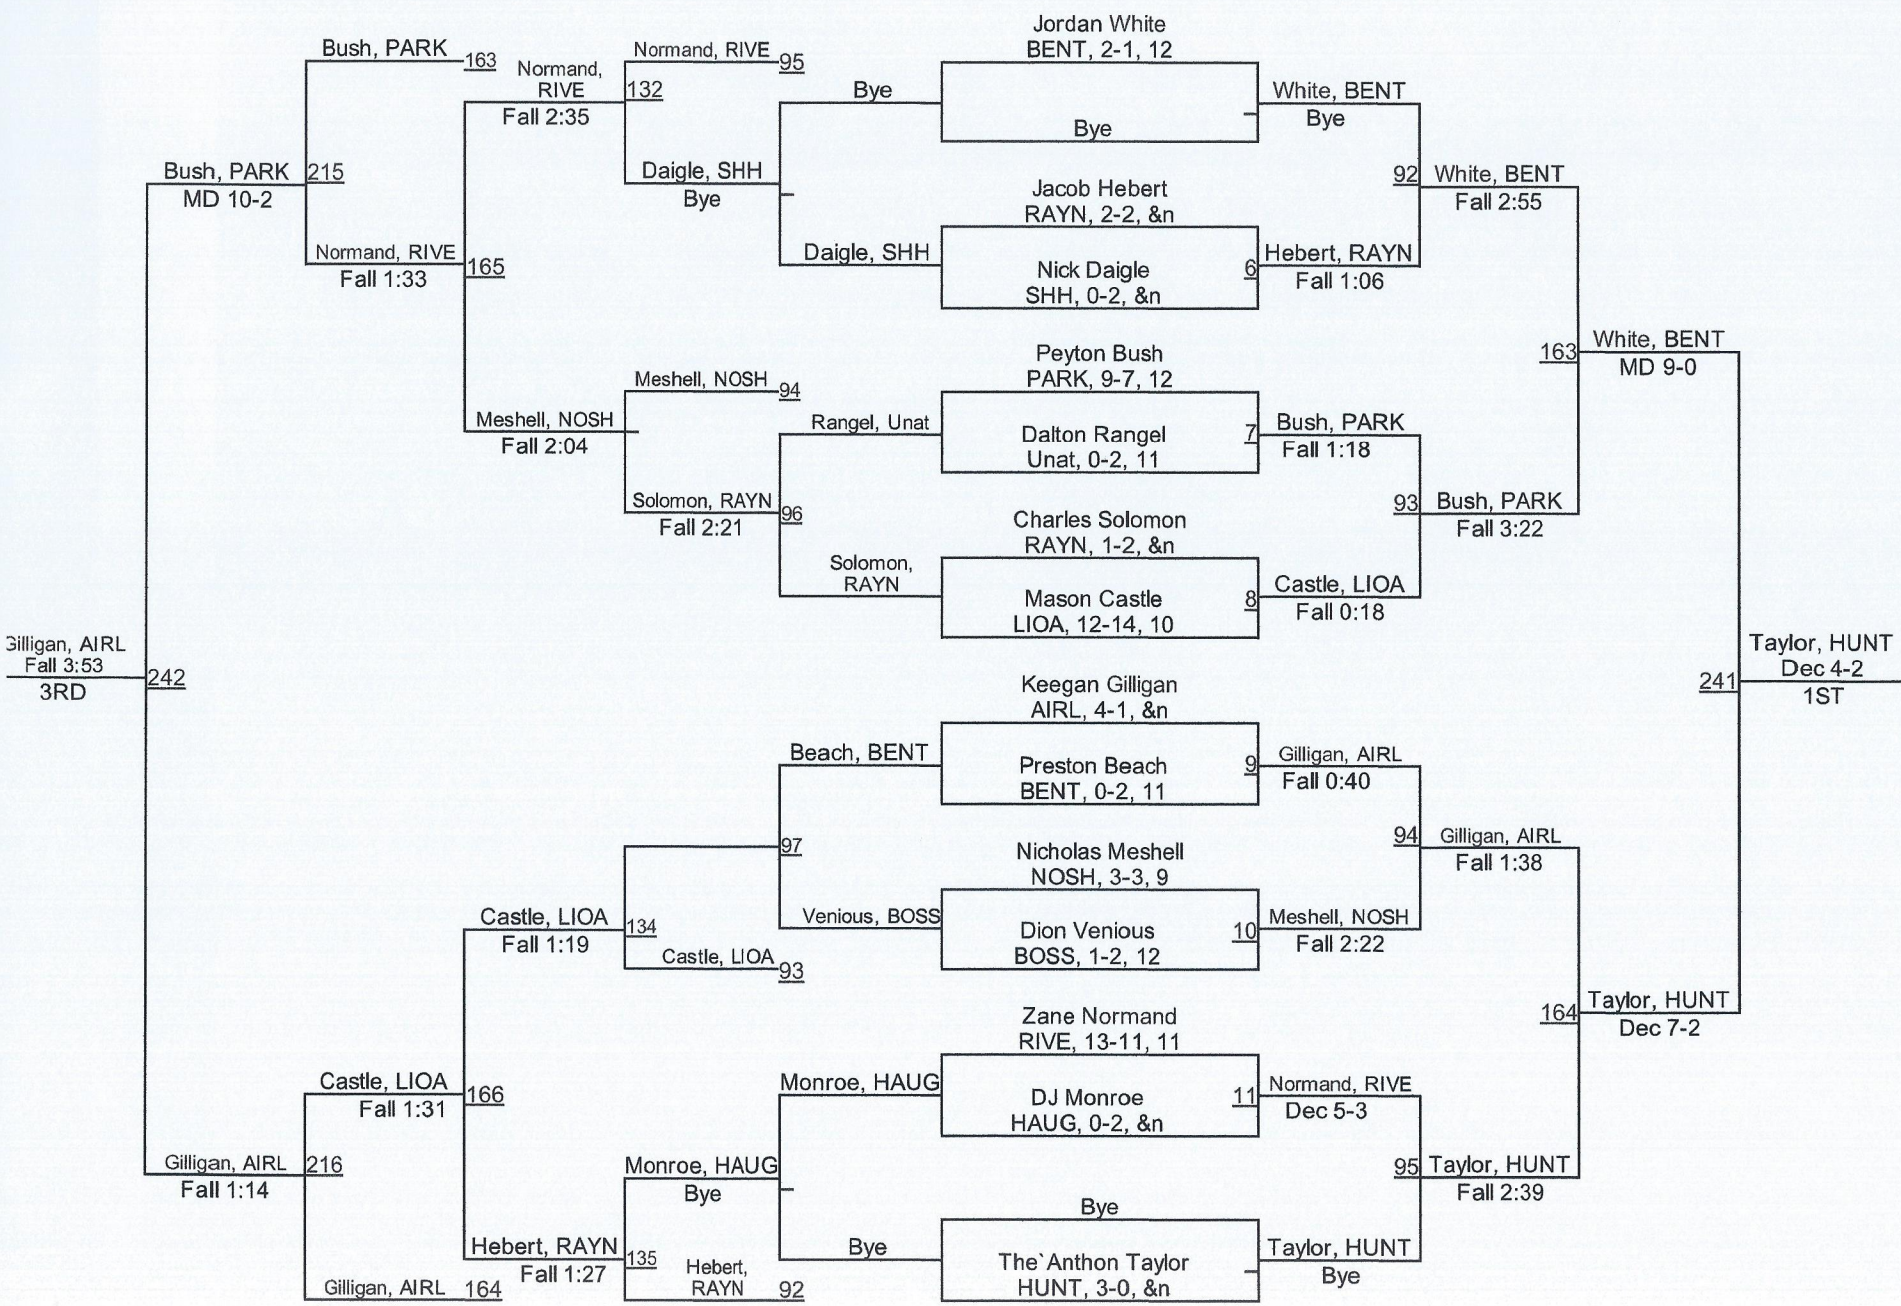 Jordan White
BENT, 2-1, 12
Bush, PARK
163
Normand,
RIVE
Fall 2:35
132
Normand, RIVE
95
Bye
Bye
White, BENT
Bye
Bush, PARK
MD 10-2
215
Daigle, SHH
Bye
92
White, BENT
Fall 2:55
Jacob Hebert
RAYN, 2-2, &n
Normand, RIVE
Fall 1:33
165
Daigle, SHH
Nick Daigle
SHH, 0-2, &n
6
Hebert, RAYN
Fall 1:06
Peyton Bush
PARK, 9-7, 12
163
White, BENT
MD 9-0
Meshell, NOSH
94
Meshell, NOSH
Fall 2:04
Rangel, Unat
Dalton Rangel
Unat, 0-2, 11
7
Bush, PARK
Fall 1:18
Solomon, RAYN
Fall 2:21
96
93
Bush, PARK
Fall 3:22
Charles Solomon
RAYN, 1-2, &n
Solomon,
RAYN
Mason Castle
LIOA, 12-14, 10
8
Castle, LIOA
Fall 0:18
Gilligan, AIRL
Fall 3:53
3RD
242
Keegan Gilligan
AIRL, 4-1, &n
241
Taylor, HUNT
Dec 4-2
1ST
Beach, BENT
Preston Beach
BENT, 0-2, 11
9
Gilligan, AIRL
Fall 0:40
97
94
Gilligan, AIRL
Fall 1:38
Nicholas Meshell
NOSH, 3-3, 9
Castle, LIOA
Fall 1:19
134
Venious, BOSS
Dion Venious
BOSS, 1-2, 12
10
Meshell, NOSH
Fall 2:22
Castle, LIOA
93
Zane Normand
RIVE, 13-11, 11
164
Taylor, HUNT
Dec 7-2
Castle, LIOA
Fall 1:31
166
Monroe, HAUG
DJ Monroe
HAUG, 0-2, &n
11
Normand, RIVE
Dec 5-3
Gilligan, AIRL
Fall 1:14
216
Monroe, HAUG
Bye
95
Taylor, HUNT
Fall 2:39
Bye
Hebert, RAYN
Fall 1:27
135
Bye
The`Anthon Taylor
HUNT, 3-0, &n
Taylor, HUNT
Bye
Gilligan, AIRL
164
Hebert,
RAYN
92